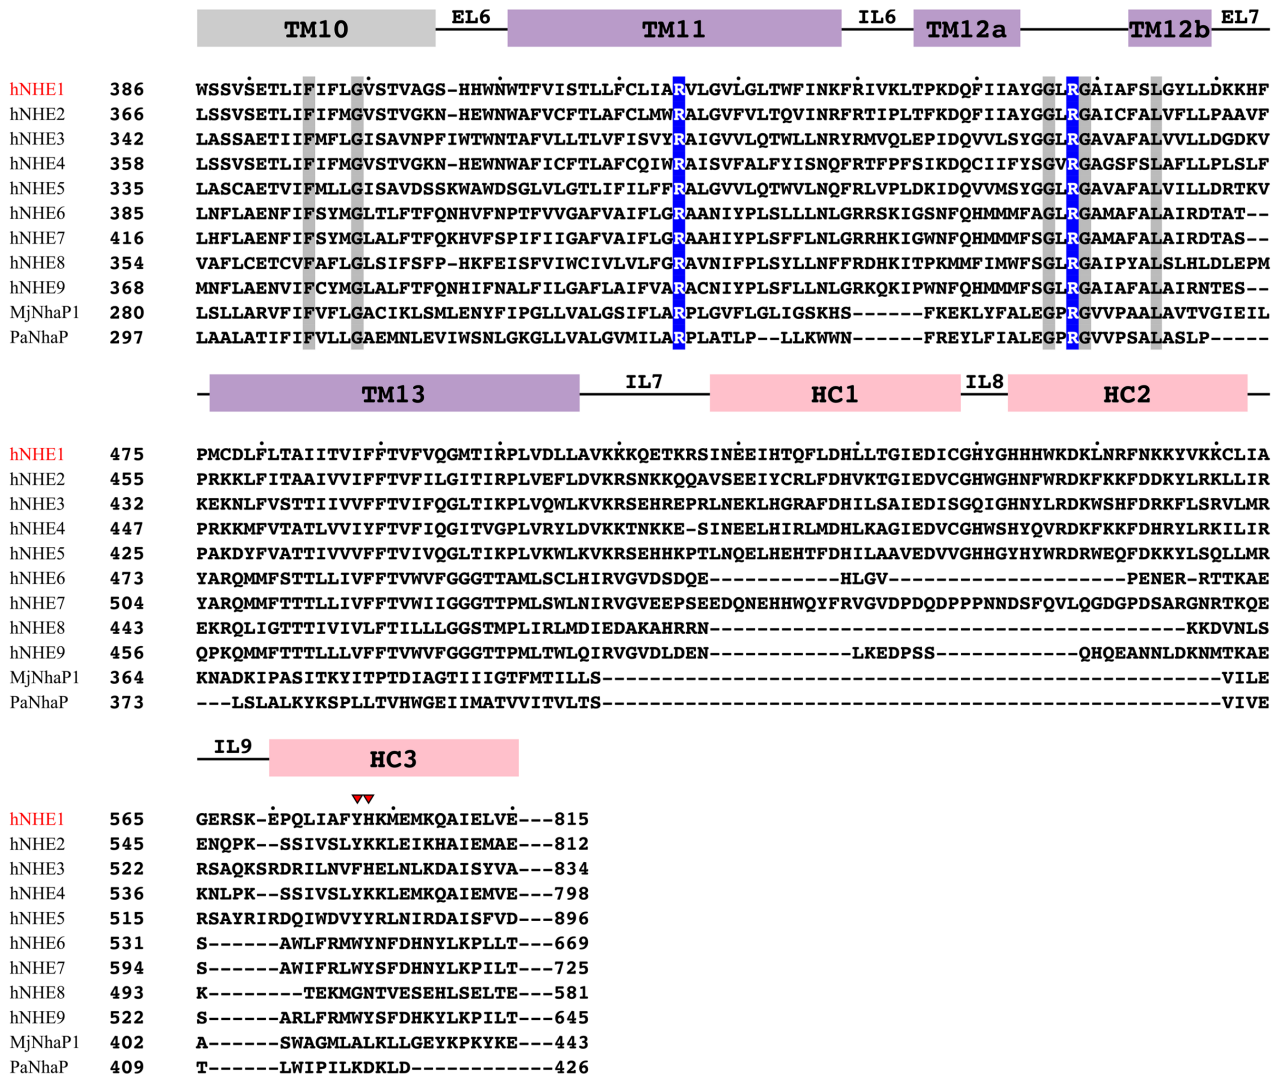 TM10 EL6 TM11 IL6 TM12a TM12b EL7
hNHE1 386 WSSVSETLIFIFLGVSTVAGS-HHWNWTFVISTLLFCLIARVLGVLGLTWFINKFRIVKLTPKDQFIIAYGGLRGAIAFSLGYLLDKKHF
hNHE2 366 LSSVSETLIFIFMGVSTVGKN-HEWNWAFVCFTLAFCLMWRALGVFVLTQVINRFRTIPLTFKDQFIIAYGGLRGAICFALVFLLPAAVF
hNHE3 342 LASSAETIIFMFLGISAVNPFIWTWNTAFVLLTLVFISVYRAIGVVLQTWLLNRYRMVQLEPIDQVVLSYGGLRGAVAFALVVLLDGDKV
hNHE4 358 LSSVSETLIFIFMGVSTVGKN-HEWNWAFICFTLAFCQIWRAISVFALFYISNQFRTFPFSIKDQCIIFYSGVRGAGSFSLAFLLPLSLF
hNHE5 335 LASCAETVIFMLLGISAVDSSKWAWDSGLVLGTLIFILFFRALGVVLQTWVLNQFRLVPLDKIDQVVMSYGGLRGAVAFALVILLDRTKV
hNHE6 385 LNFLAENFIFSYMGLTLFTFQNHVFNPTFVVGAFVAIFLGRAANIYPLSLLLNLGRRSKIGSNFQHMMMFAGLRGAMAFALAIRDTAT--
hNHE7 416 LHFLAENFIFSYMGLALFTFQKHVFSPIFIIGAFVAIFLGRAAHIYPLSFFLNLGRRHKIGWNFQHMMMFSGLRGAMAFALAIRDTAS--
hNHE8 354 VAFLCETCVFAFLGLSIFSFP-HKFEISFVIWCIVLVLFGRAVNIFPLSYLLNFFRDHKITPKMMFIMWFSGLRGAIPYALSLHLDLEPM
hNHE9 368 MNFLAENVIFCYMGLALFTFQNHIFNALFILGAFLAIFVARACNIYPLSFLLNLGRKQKIPWNFQHMMMFSGLRGAIAFALAIRNTES--
MjNhaP1 280 LSLLARVFIFVFLGACIKLSMLENYFIPGLLVALGSIFLARPLGVFLGLIGSKHS------FKEKLYFALEGPRGVVPAALAVTVGIEIL
PaNhaP 297 LAALATIFIFVLLGAEMNLEVIWSNLGKGLLVALGVMILARPLATLP--LLKWWN------FREYLFIALEGPRGVVPSALASLP-----
TM13 IL7 HC1 IL8 HC2
hNHE1 475 PMCDLFLTAIITVIFFTVFVQGMTIRPLVDLLAVKKKQETKRSINEEIHTQFLDHLLTGIEDICGHYGHHHWKDKLNRFNKKYVKKCLIA
hNHE2 455 PRKKLFITAAIVVIFFTVFILGITIRPLVEFLDVKRSNKKQQAVSEEIYCRLFDHVKTGIEDVCGHWGHNFWRDKFKKFDDKYLRKLLIR
hNHE3 432 KEKNLFVSTTIIVVFFTVIFQGLTIKPLVQWLKVKRSEHREPRLNEKLHGRAFDHILSAIEDISGQIGHNYLRDKWSHFDRKFLSRVLMR
hNHE4 447 PRKKMFVTATLVVIYFTVFIQGITVGPLVRYLDVKKTNKKE-SINEELHIRLMDHLKAGIEDVCGHWSHYQVRDKFKKFDHRYLRKILIR
hNHE5 425 PAKDYFVATTIVVVFFTVIVQGLTIKPLVKWLKVKRSEHHKPTLNQELHEHTFDHILAAVEDVVGHHGYHYWRDRWEQFDKKYLSQLLMR
hNHE6 473 YARQMMFSTTLLIVFFTVWVFGGGTTAMLSCLHIRVGVDSDQE-----------HLGV--------------------PENER-RTTKAE
hNHE7 504 YARQMMFTTTLLIVFFTVWIIGGGTTPMLSWLNIRVGVEEPSEEDQNEHHWQYFRVGVDPDQDPPPNNDSFQVLQGDGPDSARGNRTKQE
hNHE8 443 EKRQLIGTTTIVIVLFTILLLGGSTMPLIRLMDIEDAKAHRRN----------------------------------------KKDVNLS
hNHE9 456 QPKQMMFTTTLLLVFFTVWVFGGGTTPMLTWLQIRVGVDLDEN------------LKEDPSS------------QHQEANNLDKNMTKAE
MjNhaP1 364 KNADKIPASITKYITPTDIAGTIIIGTFMTILLS----------------------------------------------------VILE
PaNhaP 373 ---LSLALKYKSPLLTVHWGEIIMATVVITVLTS----------------------------------------------------VIVE
IL9 HC3
hNHE1 565 GERSK-EPQLIAFYHKMEMKQAIELVE---815
hNHE2 545 ENQPK--SSIVSLYKKLEIKHAIEMAE---812
hNHE3 522 RSAQKSRDRILNVFHELNLKDAISYVA---834
hNHE4 536 KNLPK--SSIVSLYKKLEMKQAIEMVE---798
hNHE5 515 RSAYRIRDQIWDVYYRLNIRDAISFVD---896
hNHE6 531 S------AWLFRMWYNFDHNYLKPLLT---669
hNHE7 594 S------AWIFRLWYSFDHNYLKPILT---725
hNHE8 493 K--------TEKMGNTVESEHLSELTE---581
hNHE9 522 S------ARLFRMWYSFDHKYLKPILT---645
MjNhaP1 402 A------SWAGMLALKLLGEYKPKYKE---443
PaNhaP 409 T------LWIPILKDKLD------------426